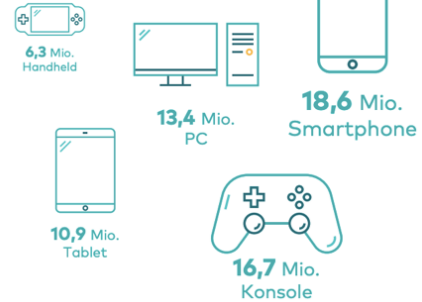 6,3 Mio.
Handheld
13,4 Mio.
PC
18,6 Mio.
Smartphone
10,9 Mio.
Tablet
16,7 Mio.
Konsole